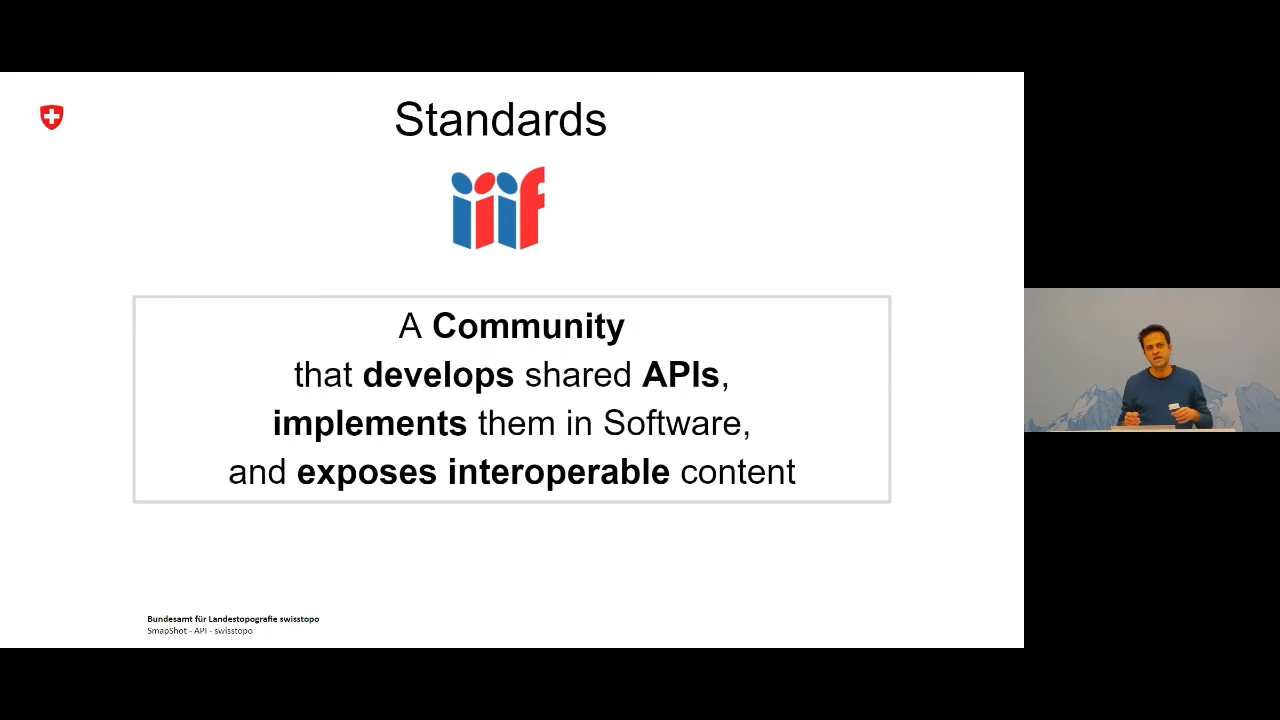 Standards
iiif
A Community
that develops shared APIs,
implements them in Software,
and exposes interoperable content
Bundesamt für Landestopografie swisstopo
SmapShot - API - swisstopo